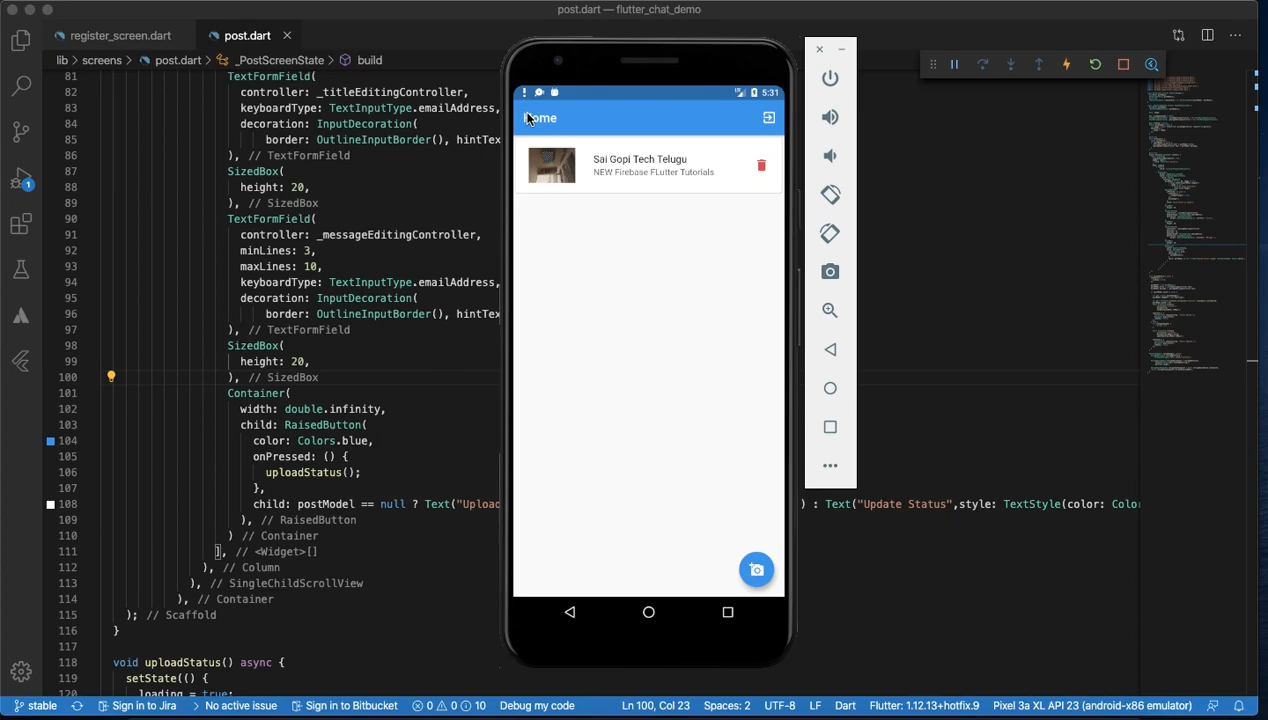 post.dart — flutter_chat_demo
register_screen.dart
post.dart
lib > screens > post.dart > _PostScreenState > build
81 TextFormField(
82 controller: _titleEditingController,
83 keyboardType: TextInputType.emailAddress,
84 decoration: InputDecoration(
85 border: OutlineInputBorder(), hintTex
86 ), // TextFormField
87 SizedBox(
88 height: 20,
89 ), // SizedBox
90 TextFormField(
91 controller: _messageEditingController,
92 minLines: 3,
93 maxLines: 10,
94 keyboardType: TextInputType.emailAddress,
95 decoration: InputDecoration(
96 border: OutlineInputBorder(), hintTex
97 ), // TextFormField
98 SizedBox(
99 height: 20,
100 ), // SizedBox
101 Container(
102 width: double.infinity,
103 child: RaisedButton(
104 color: Colors.blue,
105 onPressed: () {
106 uploadStatus();
107 },
108 child: postModel == null ? Text("Upload ) : Text("Update Status",style: TextStyle(color: Color
109 ), // RaisedButton
110 ) // Container
111 ], // <Widget>[]
112 ), // Column
113 ), // SingleChildScrollView
114 ), // Container
115 ); // Scaffold
116 }
117
118 void uploadStatus() async {
119 setState(() {
120 loading = true;
5:31
Home
Sai Gopi Tech Telugu
NEW Firebase FLutter Tutorials
1
stable Sign in to Jira No active issue Sign in to Bitbucket 0 0 10 Debug my code Ln 100, Col 23 Spaces: 2 UTF-8 LF Dart Flutter: 1.12.13+hotfix.9 Pixel 3a XL API 23 (android-x86 emulator)